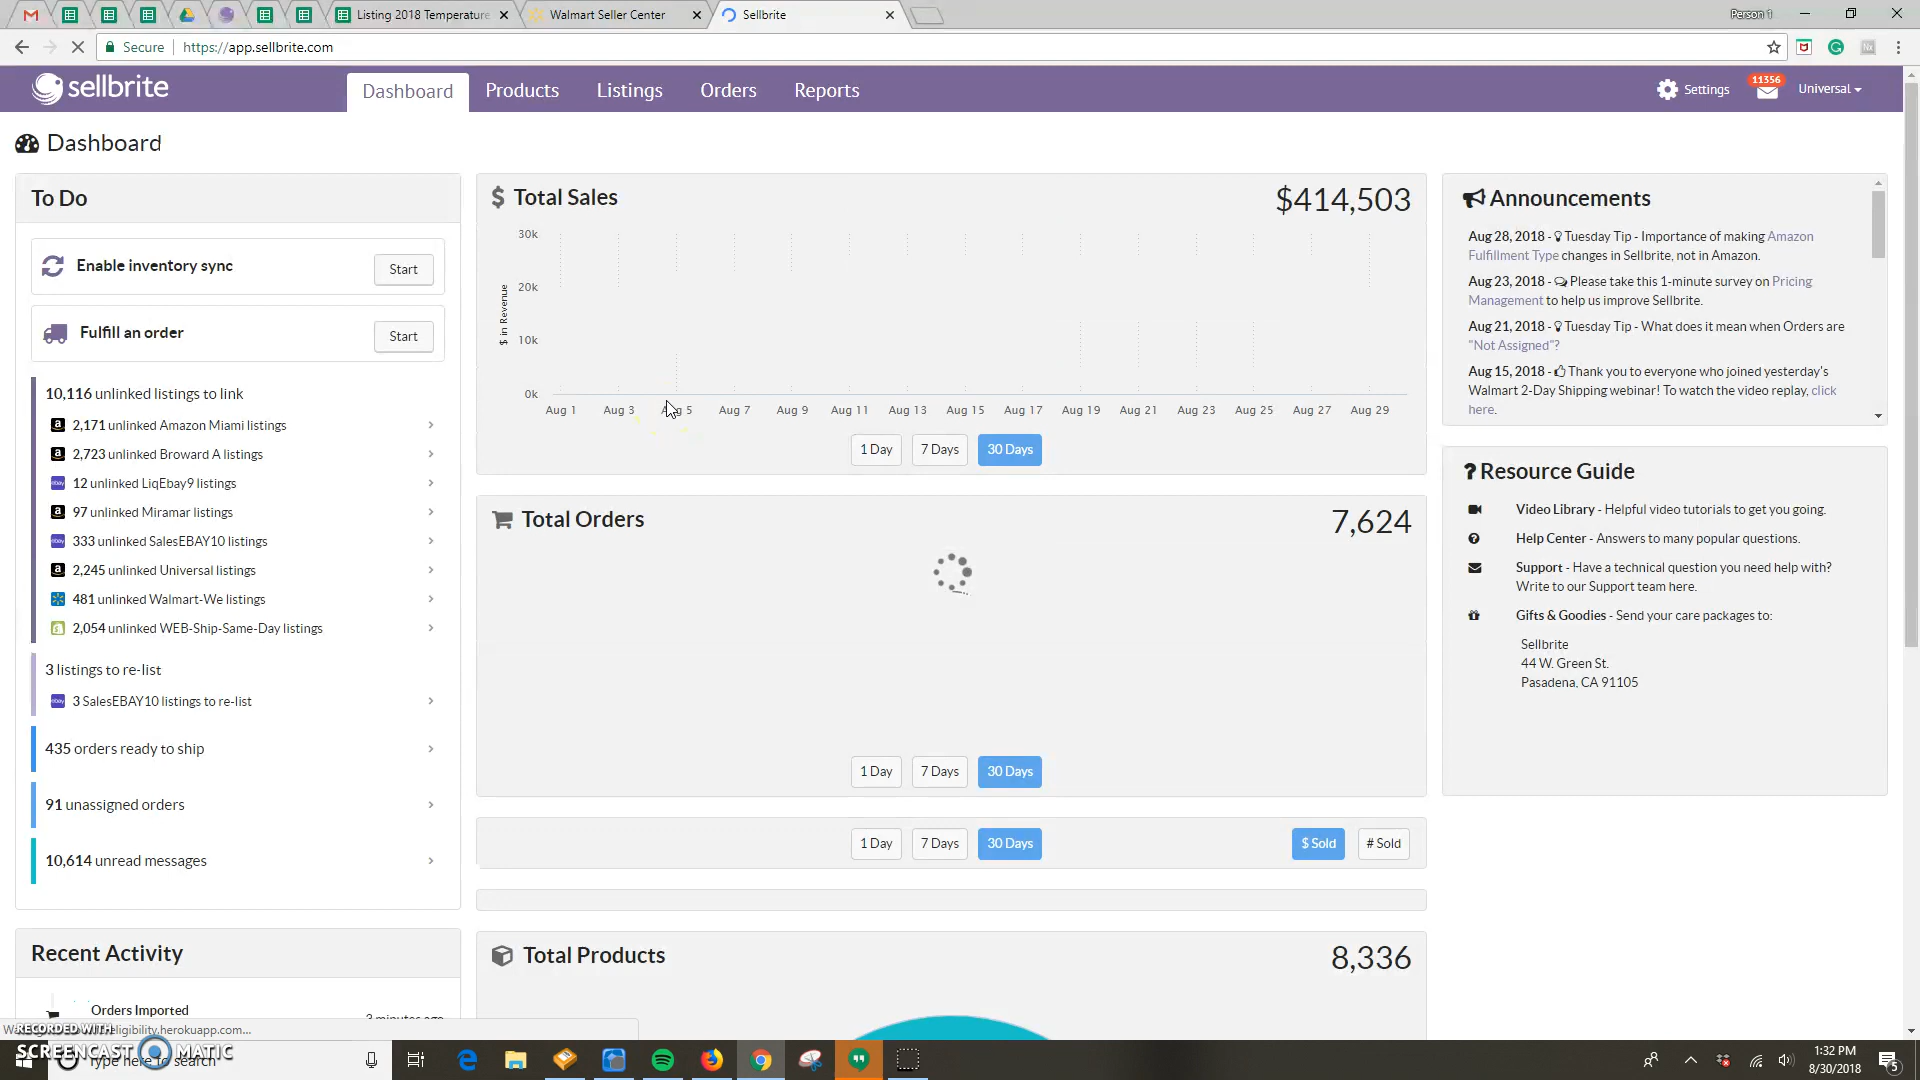 Listing 2018 Temperature
Walmart Seller Center
Sellbrite
Person 1
Secure
https://app.sellbrite.com
sellbrite
Dashboard
Products
Listings
Orders
Reports
Settings
11356
Universal
Dashboard
To Do
Enable inventory sync
Start
Fulfill an order
Start
10,116 unlinked listings to link
2,171 unlinked Amazon Miami listings
2,723 unlinked Broward A listings
12 unlinked LiqEbay9 listings
97 unlinked Miramar listings
333 unlinked SalesEBAY10 listings
2,245 unlinked Universal listings
481 unlinked Walmart-We listings
2,054 unlinked WEB-Ship-Same-Day listings
3 listings to re-list
3 SalesEBAY10 listings to re-list
435 orders ready to ship
91 unassigned orders
10,614 unread messages
Recent Activity
Orders Imported
3 minutes ago
Total Sales
$414,503
30k
20k
10k
0k
$ in Revenue
Aug 1 Aug 3 Aug 5 Aug 7 Aug 9 Aug 11 Aug 13 Aug 15 Aug 17 Aug 19 Aug 21 Aug 23 Aug 25 Aug 27 Aug 29
1 Day 7 Days 30 Days
Total Orders
7,624
1 Day 7 Days 30 Days
1 Day 7 Days 30 Days
$ Sold # Sold
Total Products
8,336
Announcements
Aug 28, 2018 - Tuesday Tip - Importance of making Amazon
Fulfillment Type changes in Sellbrite, not in Amazon.
Aug 23, 2018 - Please take this 1-minute survey on Pricing
Management to help us improve Sellbrite.
Aug 21, 2018 - Tuesday Tip - What does it mean when Orders are
"Not Assigned"?
Aug 15, 2018 - Thank you to everyone who joined yesterday's
Walmart 2-Day Shipping webinar! To watch the video replay, click
here.
Resource Guide
Video Library - Helpful video tutorials to get you going.
Help Center - Answers to many popular questions.
Support - Have a technical question you need help with?
Write to our Support team here.
Gifts & Goodies - Send your care packages to:
Sellbrite
44 W. Green St.
Pasadena, CA 91105
eligibility.herokuapp.com...
RECORDED WITH
SCREENCAST MATIC
Type here to search
1:32 PM
8/30/2018
5